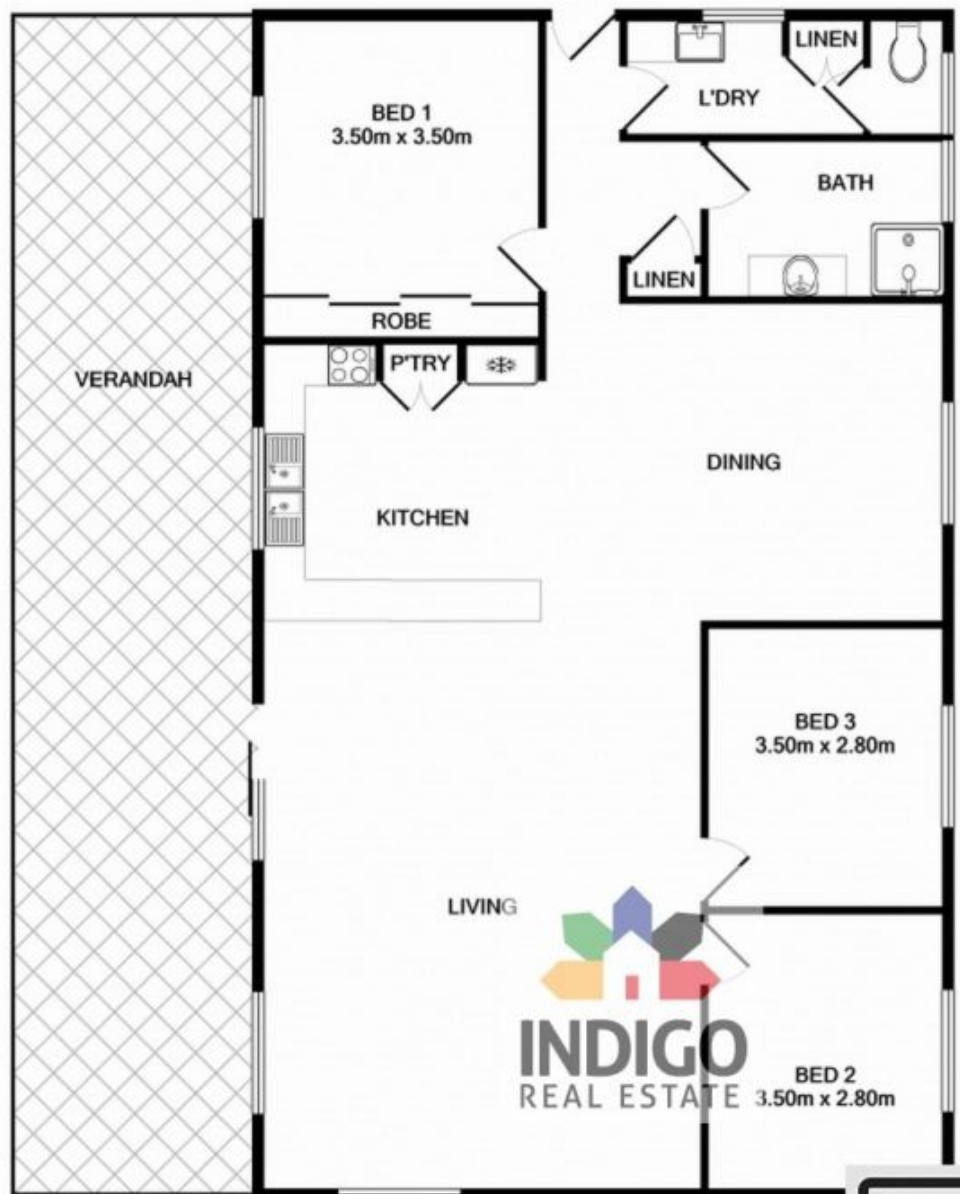 BED 1
3.50m x 3.50m
L'DRY
LINEN
BATH
LINEN
ROBE
P'TRY
VERANDAH
DINING
KITCHEN
BED 3
3.50m x 2.80m
LIVING
INDIGO
REAL ESTATE
BED 2
3.50m x 2.80m